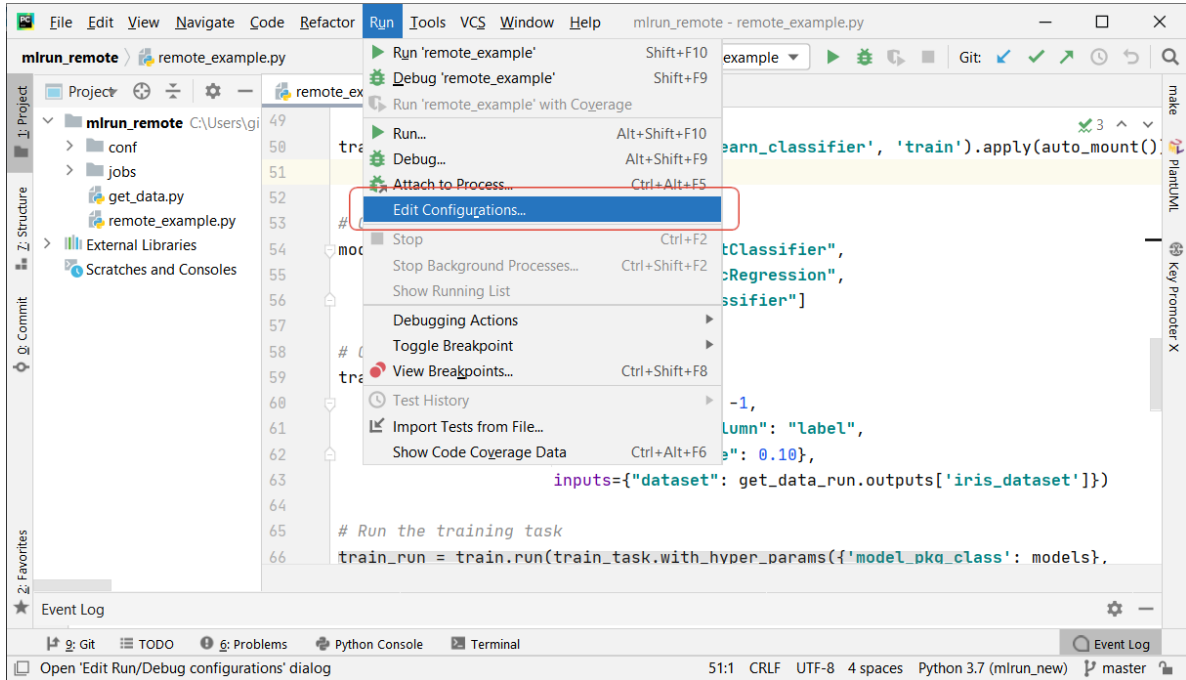 PC File Edit View Navigate Code Refactor Run Tools VCS Window Help mlrun_remote - remote_example.py
mlrun_remote remote_example.py
example Git:
Project
remote_ex
Run 'remote_example' Shift+F10
Debug 'remote_example' Shift+F9
Run 'remote_example' with Coverage
Run... Alt+Shift+F10
Debug... Alt+Shift+F9
Attach to Process... Ctrl+Alt+F5
Edit Configurations...
Stop Ctrl+F2
Stop Background Processes... Ctrl+Shift+F2
Show Running List
Debugging Actions
Toggle Breakpoint
View Breakpoints... Ctrl+Shift+F8
Test History
Import Tests from File...
Show Code Coverage Data Ctrl+Alt+F6
1: Project
Z: Structure
0: Commit
2: Favorites
mlrun_remote C:\Users\gi
conf
jobs
get_data.py
remote_example.py
External Libraries
Scratches and Consoles
3
49
50 tra earn_classifier', 'train').apply(auto_mount())
51
52
53 #
54 mod tClassifier",
55 cRegression",
56 ssifier"]
57
58 #
59 tra
60 -1,
61 lumn": "label",
62 e": 0.10},
63 inputs={"dataset": get_data_run.outputs['iris_dataset']})
64
65 # Run the training task
66 train_run = train.run(train_task.with_hyper_params({'model_pkg_class': models},
make
PlantUML
Key Promoter X
Event Log
9: Git TODO 6: Problems Python Console Terminal Event Log
Open 'Edit Run/Debug configurations' dialog 51:1 CRLF UTF-8 4 spaces Python 3.7 (mlrun_new) master